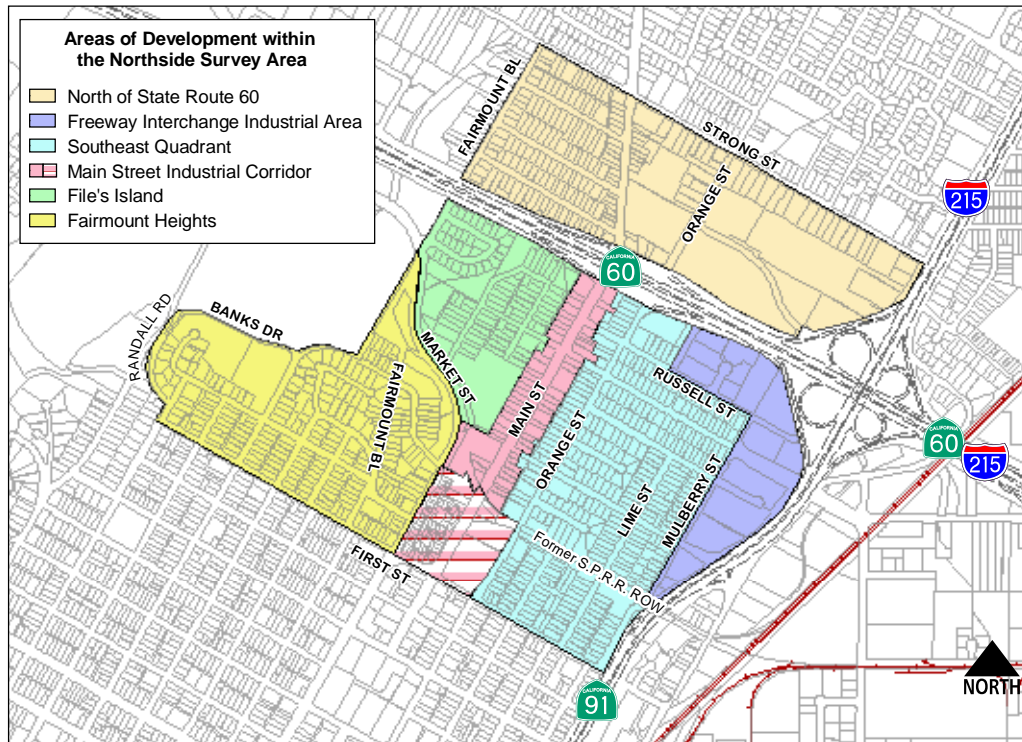 Areas of Development within
the Northside Survey Area
North of State Route 60
Freeway Interchange Industrial Area
Southeast Quadrant
Main Street Industrial Corridor
File's Island
Fairmount Heights
FAIRMOUNT BL
STRONG ST
ORANGE ST
215
CALIFORNIA
60
RANDALL RD
BANKS DR
MARKET ST
FAIRMOUNT BL
MAIN ST
RUSSELL ST
ORANGE ST
CALIFORNIA
60
215
LIME ST
MULBERRY ST
Former S.P.R.R. ROW
FIRST ST
CALIFORNIA
91
NORTH